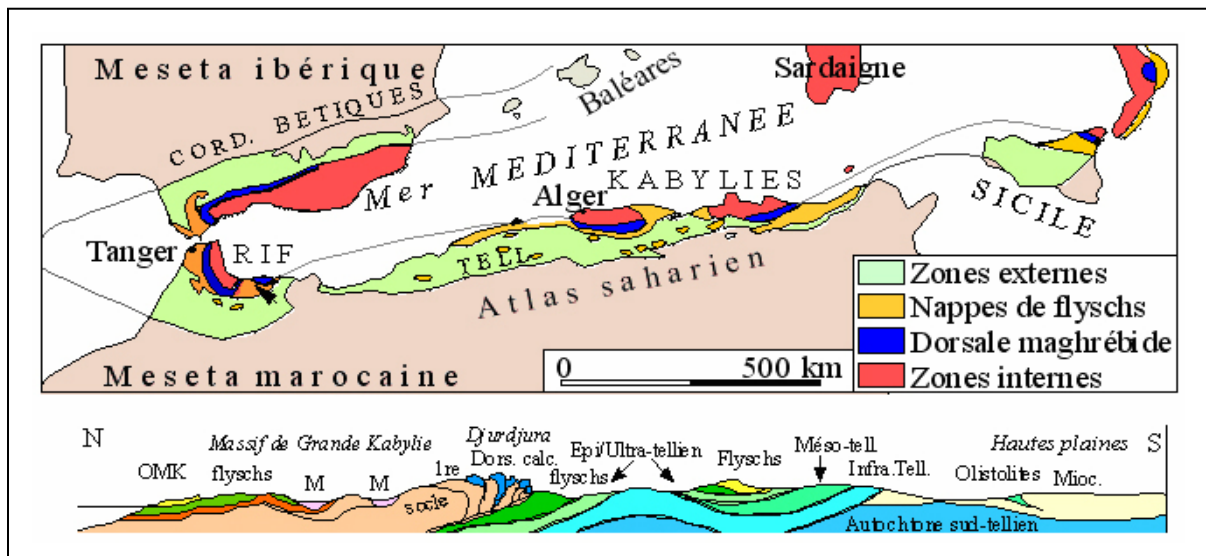 Meseta ibérique
CORD. BETIQUES
Baléares
Sardaigne
Mer MEDITERRANEE
Alger
KABYLIES
SICILE
Tanger
RIF
TELL
Atlas saharien
Meseta marocaine
0 500 km
Zones externes
Nappes de flyschs
Dorsale maghrébide
Zones internes
N
S
Massif de Grande Kabylie
Djurdjura
Dors. calc.
Epi/Ultra-tellien
Méso-tell.
Hautes plaines
OMK
flyschs
M
M
1re
flyschs
Flyschs
Infra.Tell.
Olistolites
Mioc.
socle
Autochtone sud-tellien